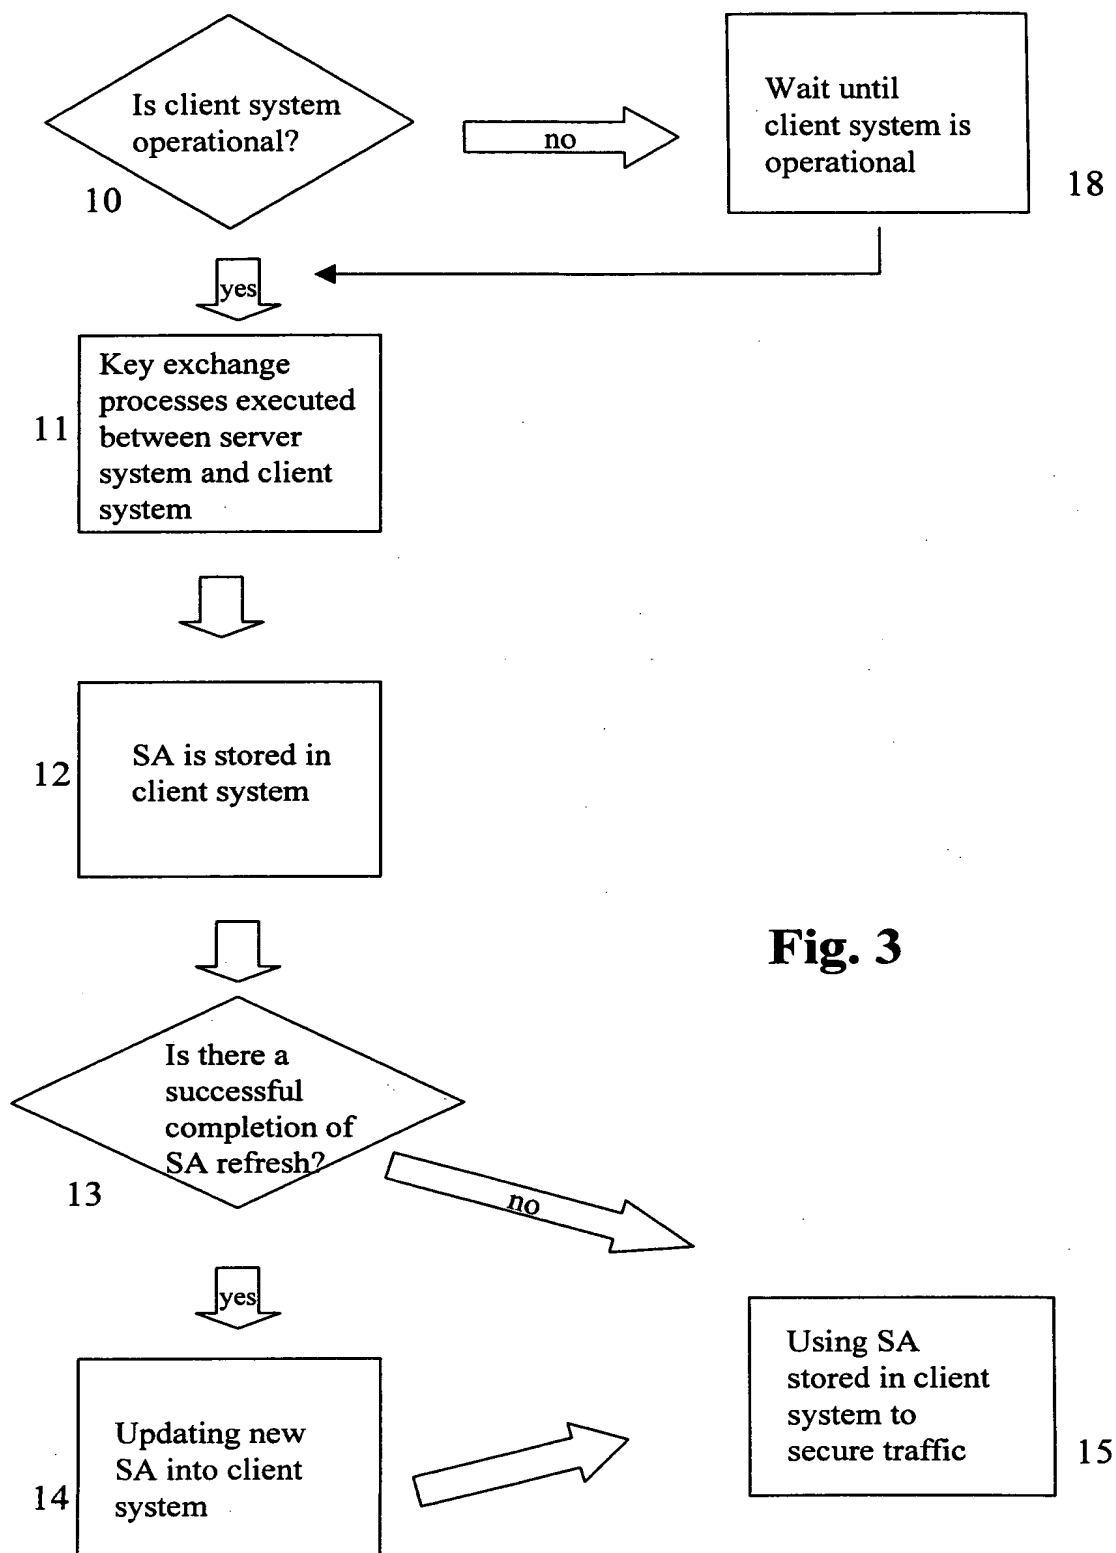 Is client system
operational?
10
no
Wait until
client system is
operational
18
yes
Key exchange
processes executed
between server
system and client
system
11
SA is stored in
client system
12
Fig. 3
Is there a
successful
completion of
SA refresh?
13
no
yes
Using SA
stored in client
system to
secure traffic
15
Updating new
SA into client
system
14